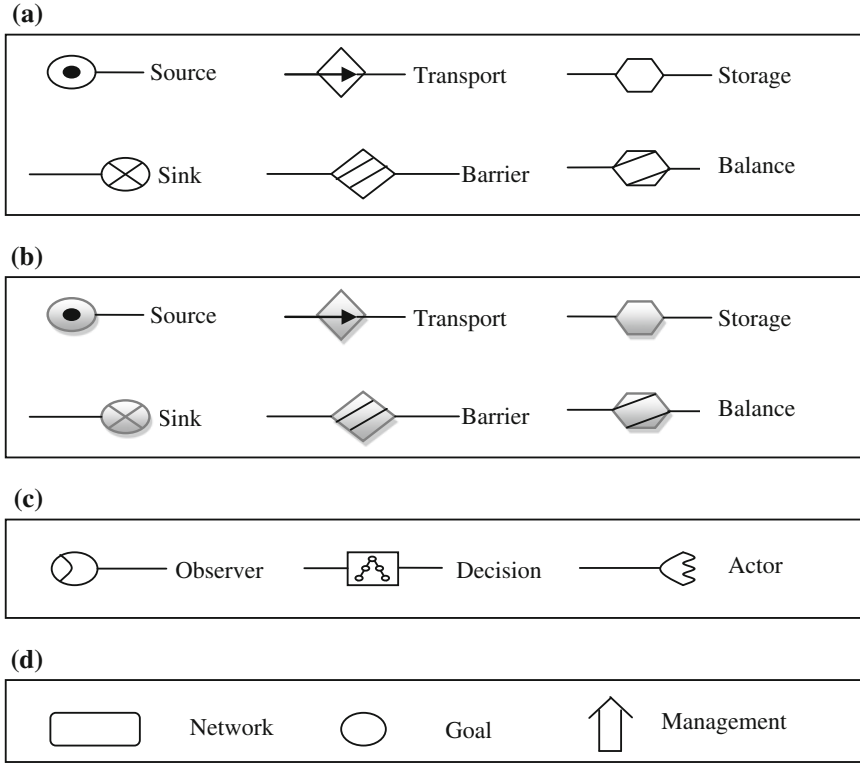 (a)
Source
Transport
Storage
Sink
Barrier
Balance
(b)
Source
Transport
Storage
Sink
Barrier
Balance
(c)
Observer
Decision
Actor
(d)
Network
Goal
Management